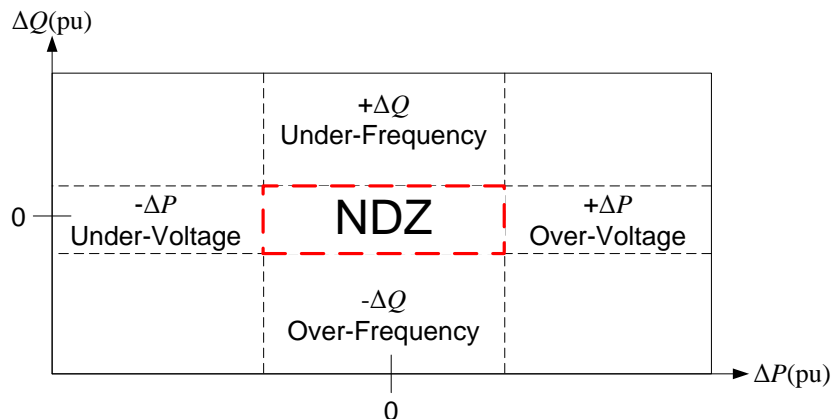 ΔQ(pu)
+ΔQ
Under-Frequency
0
-ΔP
Under-Voltage
NDZ
+ΔP
Over-Voltage
-ΔQ
Over-Frequency
ΔP(pu)
0